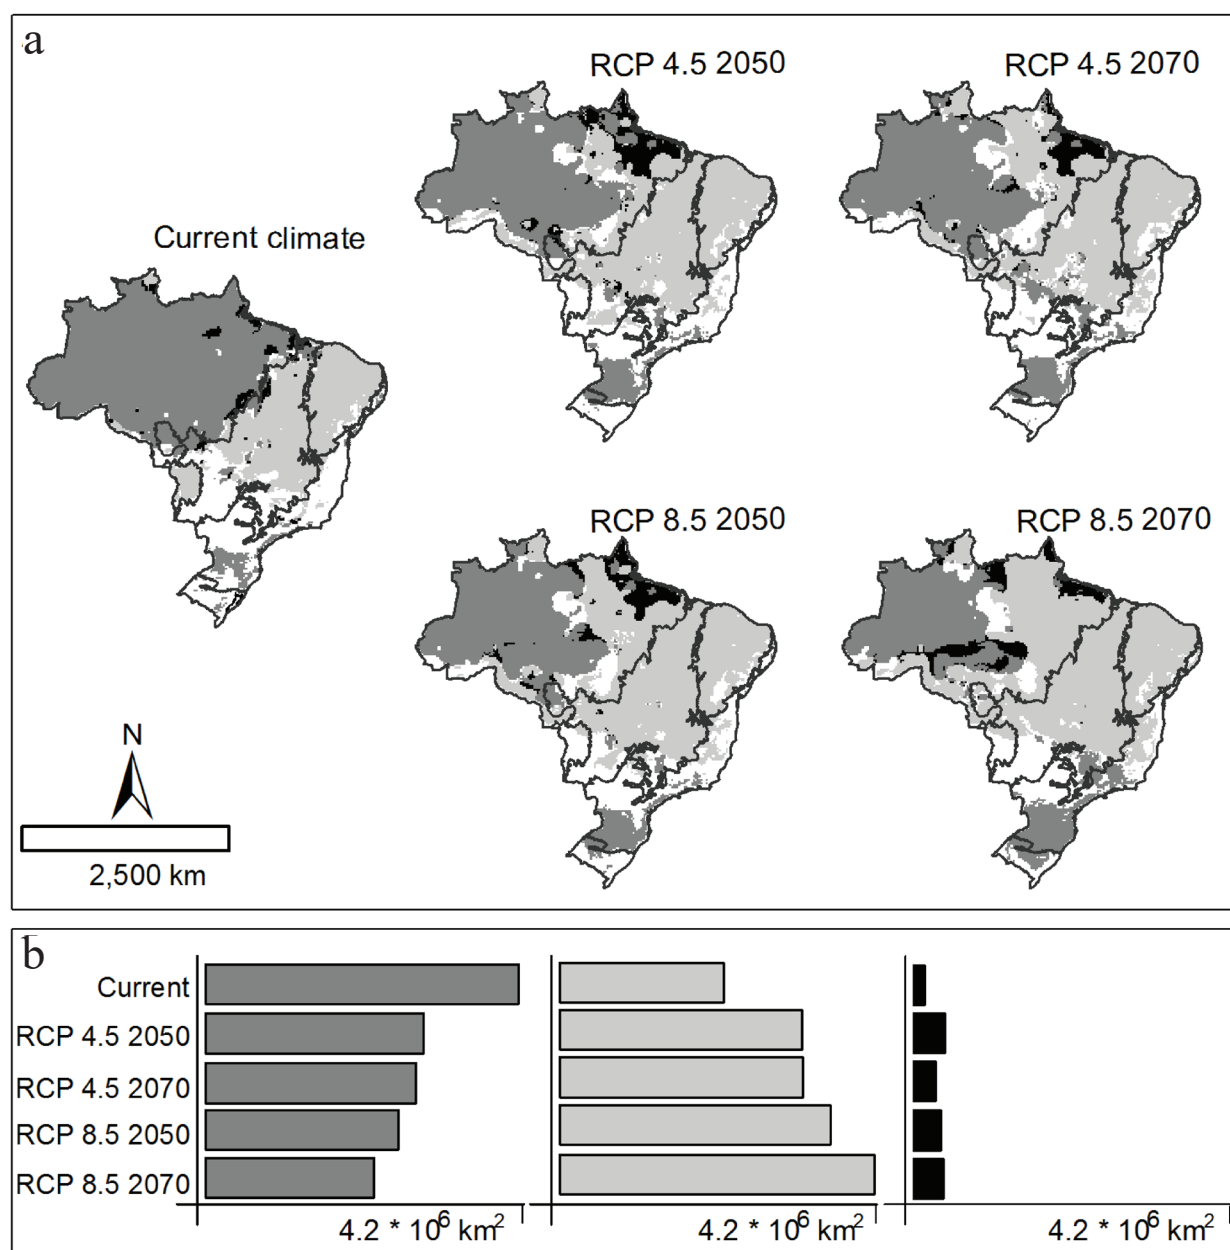 a
RCP 4.5 2050
RCP 4.5 2070
Current climate
RCP 8.5 2050
RCP 8.5 2070
N
2,500 km
b
Current
RCP 4.5 2050
RCP 4.5 2070
RCP 8.5 2050
RCP 8.5 2070
4.2 * 10⁶ km²
4.2 * 10⁶ km²
4.2 * 10⁶ km²